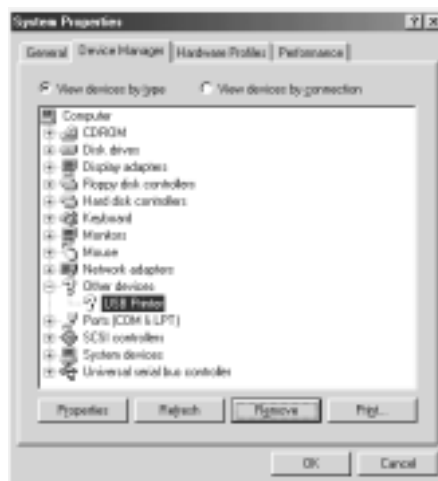 System Properties
General Device Manager Hardware Profiles Performance
View devices by type View devices by connection
Computer
CDROM
Disk drives
Display adapters
Floppy disk controllers
Hard disk controllers
Keyboard
Monitors
Mouse
Network adapters
Other devices
USB Printer
Ports (COM & LPT)
SCSI controllers
System devices
Universal serial bus controller
Properties Refresh Remove Print...
OK Cancel